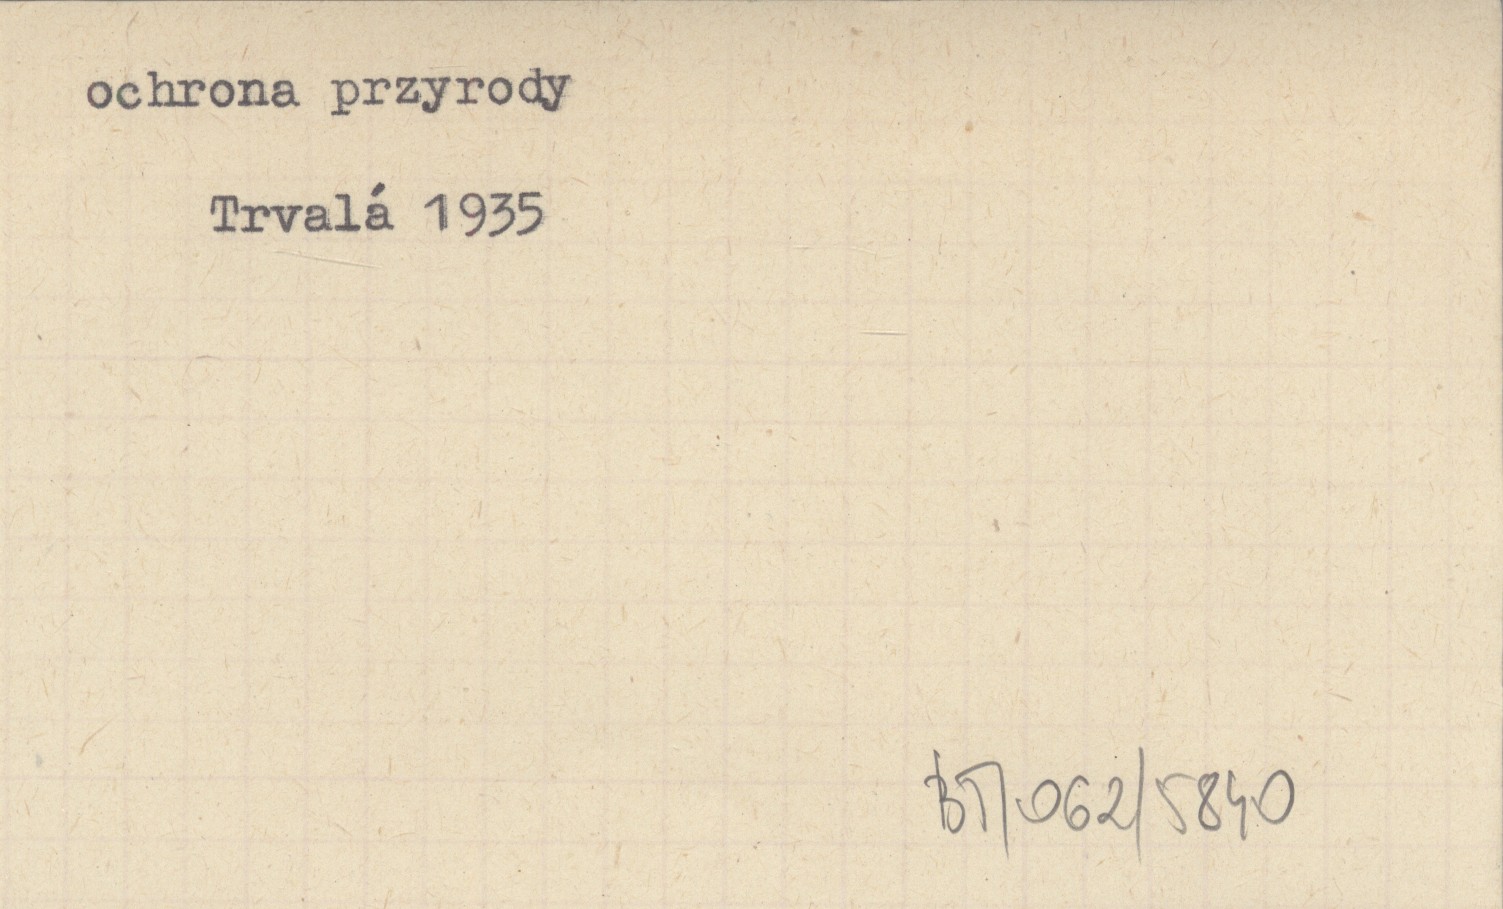 ochrona przyrody
Trvalá 1935
BT/062/5840